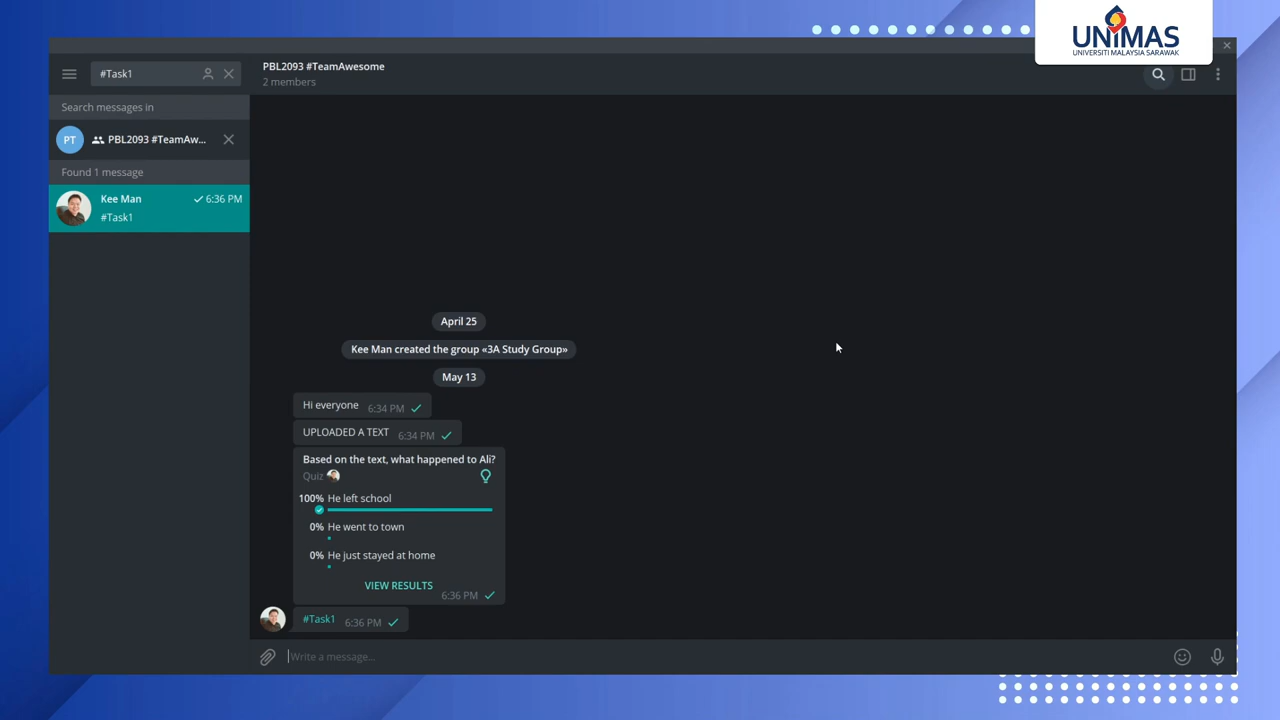 UNIMAS
UNIVERSITI MALAYSIA SARAWAK
#Task1
Search messages in
PT
PBL2093 #TeamAw...
Found 1 message
Kee Man
6:36 PM
#Task1
PBL2093 #TeamAwesome
2 members
April 25
Kee Man created the group «3A Study Group»
May 13
Hi everyone 6:34 PM
UPLOADED A TEXT 6:34 PM
Based on the text, what happened to Ali?
Quiz
100% He left school
0% He went to town
0% He just stayed at home
VIEW RESULTS
6:36 PM
#Task1 6:36 PM
Write a message...